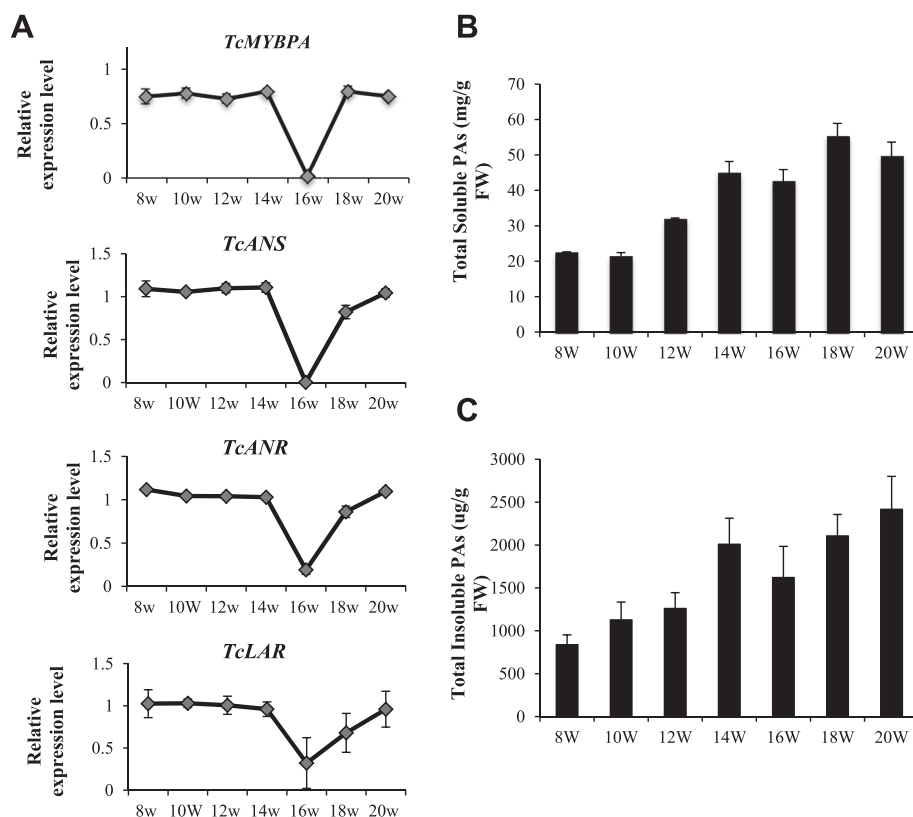 A
TcMYBPA
Relative
expression level
1
0.5
0
8w 10w 12w 14w 16w 18w 20w
TcANS
Relative
expression level
1.5
1
0.5
0
8w 10W 12w 14w 16w 18w 20w
TcANR
Relative
expression level
1.5
1
0.5
0
8w 10W 12w 14w 16w 18w 20w
TcLAR
Relative
expression level
1.5
1
0.5
0
8w 10w 12w 14w 16w 18w 20w
B
Total Soluble PAs (mg/g
FW)
70
60
50
40
30
20
10
0
8W 10W 12W 14W 16W 18W 20W
C
Total Insoluble PAs (ug/g
FW)
3000
2500
2000
1500
1000
500
0
8W 10W 12W 14W 16W 18W 20W